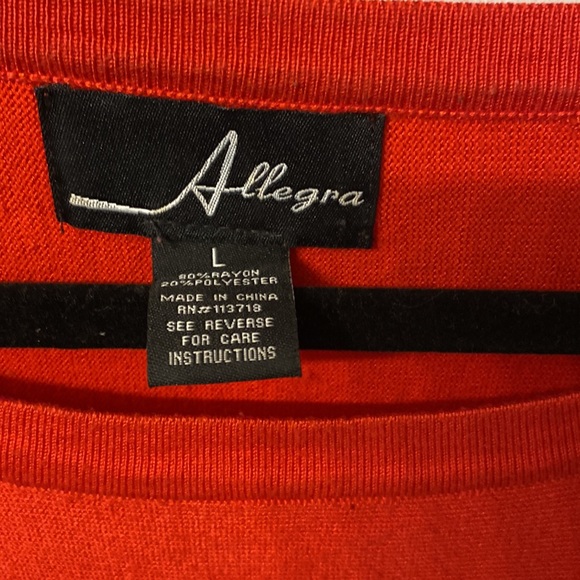 Allegra
L
80% RAYON
20% POLYESTER
MADE IN CHINA
RN# 113718
SEE REVERSE
FOR CARE
INSTRUCTIONS